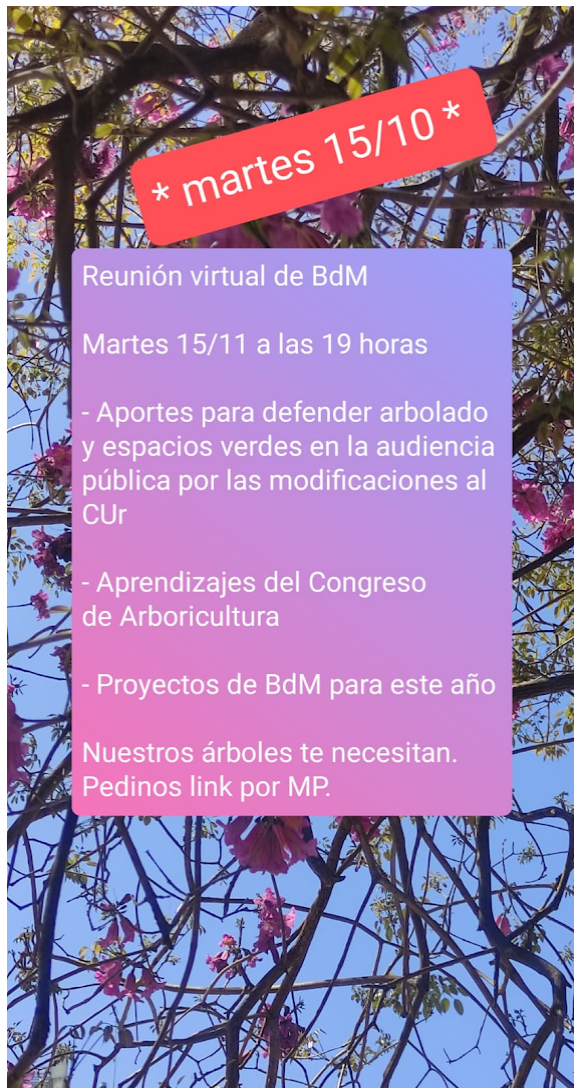 * martes 15/10 *
Reunión virtual de BdM
Martes 15/11 a las 19 horas
- Aportes para defender arbolado
y espacios verdes en la audiencia
pública por las modificaciones al
CUr
- Aprendizajes del Congreso
de Arboricultura
- Proyectos de BdM para este año
Nuestros árboles te necesitan.
Pedinos link por MP.